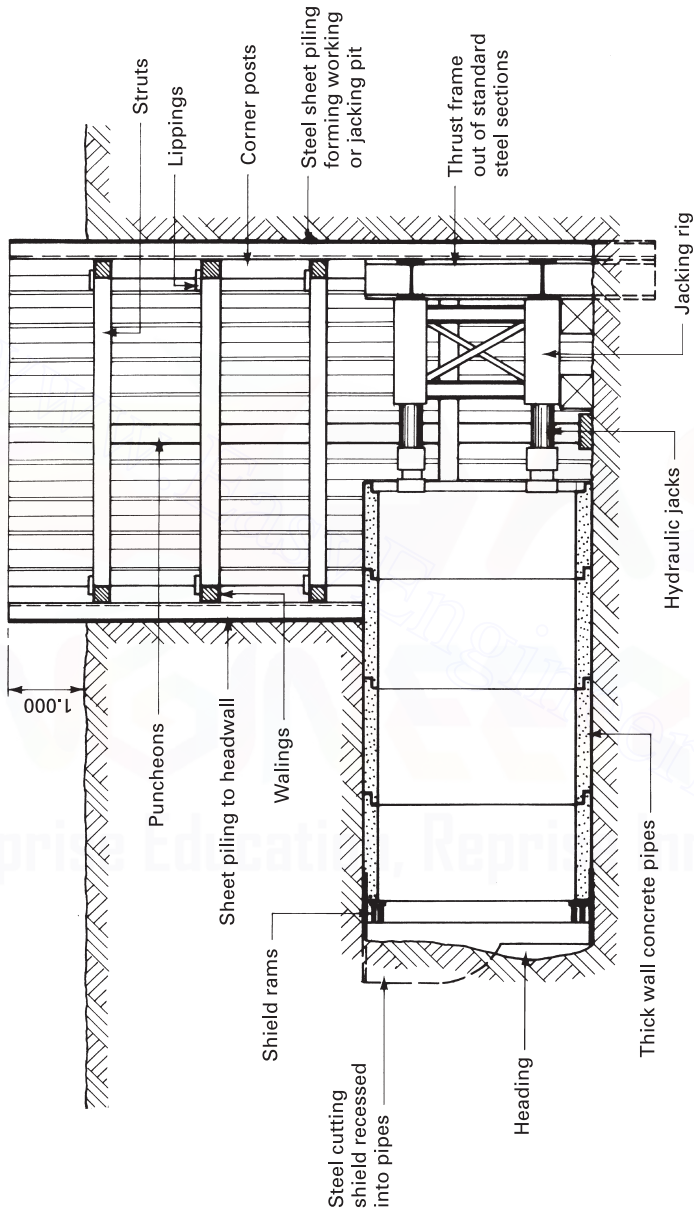 Struts
Lippings
Corner posts
Steel sheet piling
forming working
or jacking pit
Thrust frame
out of standard
steel sections
Jacking rig
Hydraulic jacks
1.000
Puncheons
Sheet piling to headwall
Walings
Shield rams
Steel cutting
shield recessed
into pipes
Heading
Thick wall concrete pipes